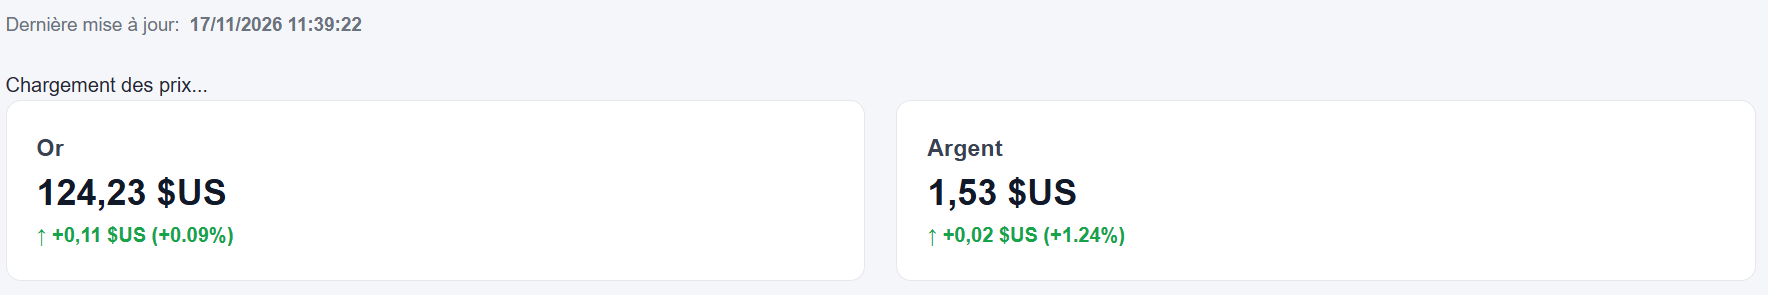 Dernière mise à jour: 17/11/2026 11:39:22
Chargement des prix...
Or
124,23 $US
↑ +0,11 $US (+0.09%)
Argent
1,53 $US
↑ +0,02 $US (+1.24%)